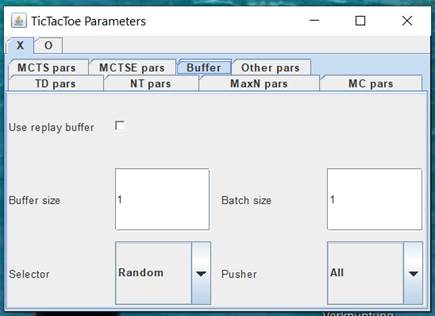 TicTacToe Parameters
X O
MCTS pars MCTSE pars Buffer Other pars
TD pars NT pars MaxN pars MC pars
Use replay buffer
Buffer size 1 Batch size 1
Selector Random Pusher All
Verknüpfung